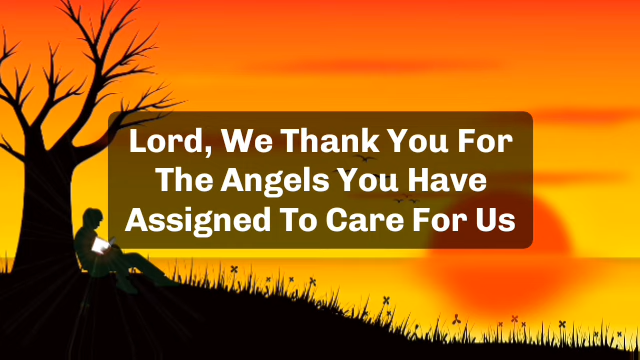 Lord, We Thank You For
The Angels You Have
Assigned To Care For Us